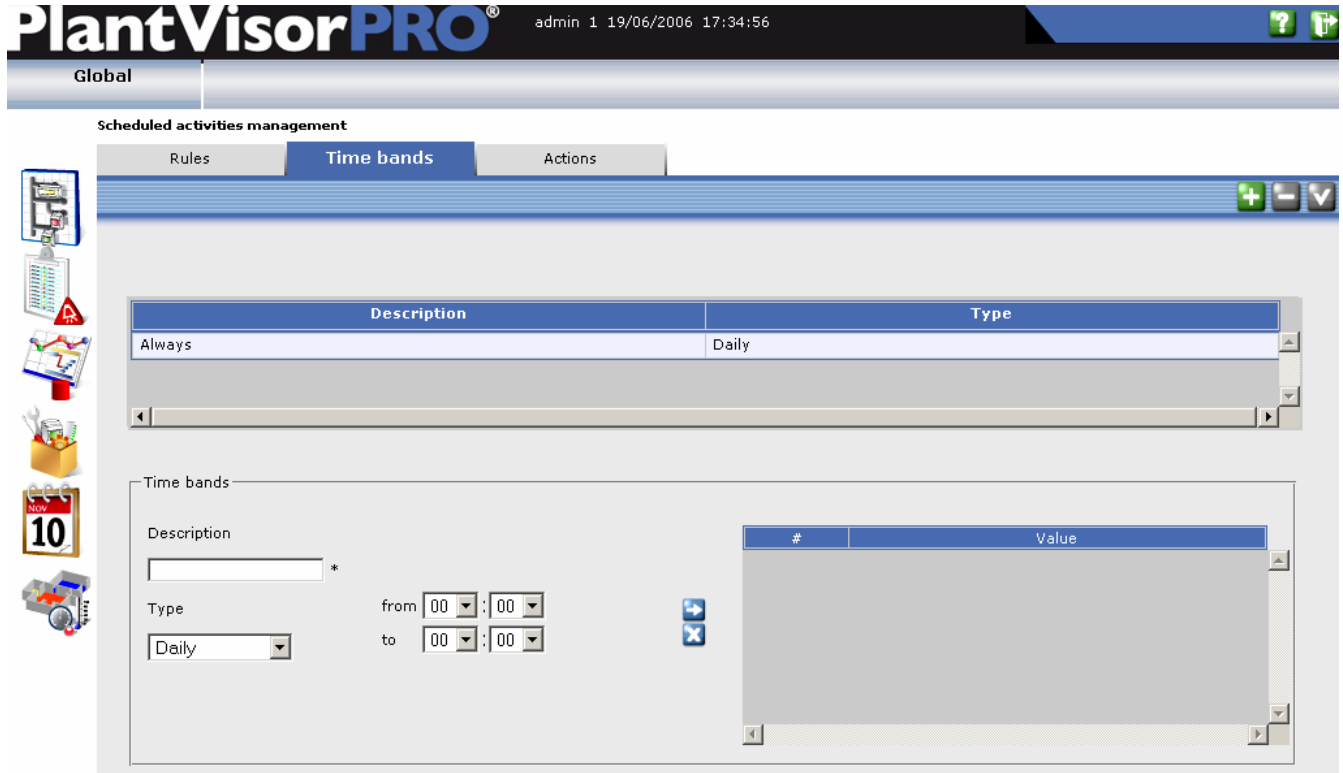 PlantVisorPRO® admin 1 19/06/2006 17:34:56 ?
Global
Scheduled activities management
Rules Time bands Actions
Description Type
Always Daily
Time bands
NOV
10
Description
*
# Value
Type
from 00 : 00
to 00 : 00
Daily